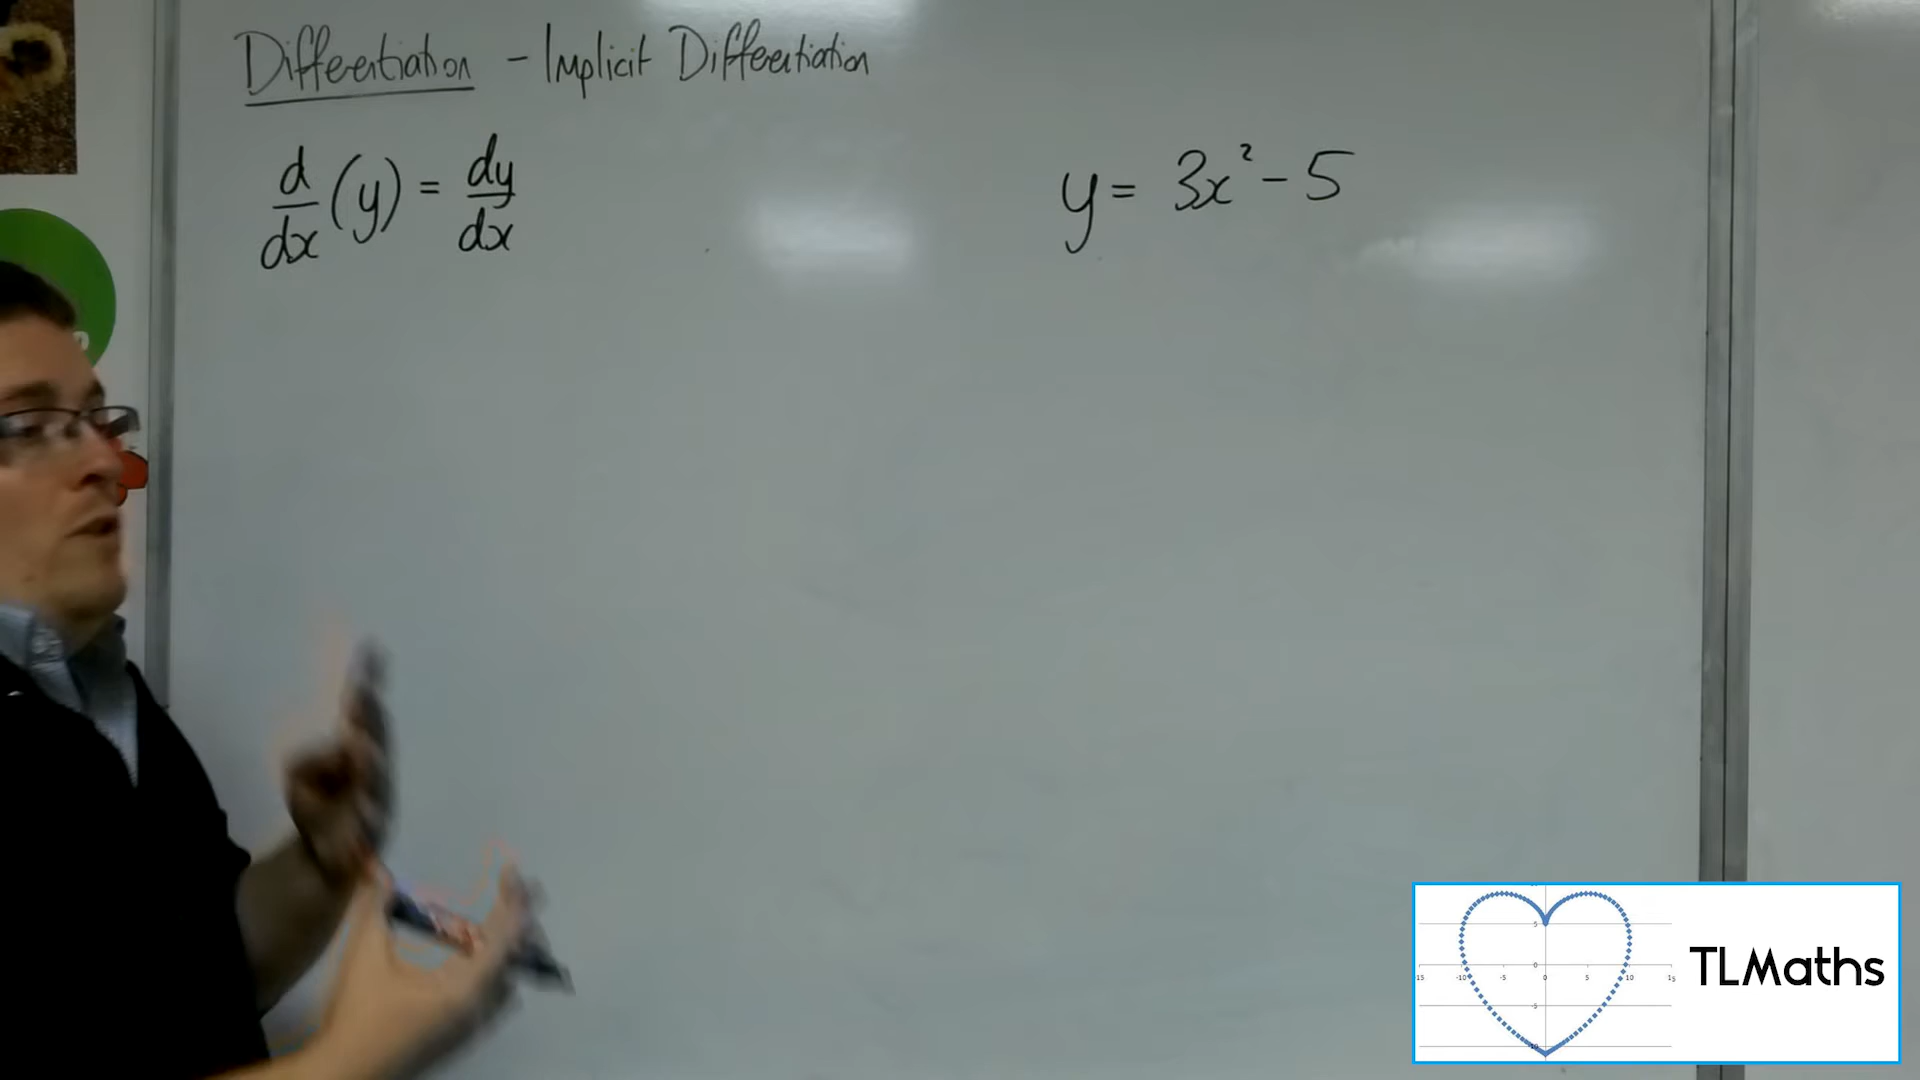 Differentiation - Implicit Differentiation
d/dx (y) = dy/dx
y = 3x² - 5
TLMaths